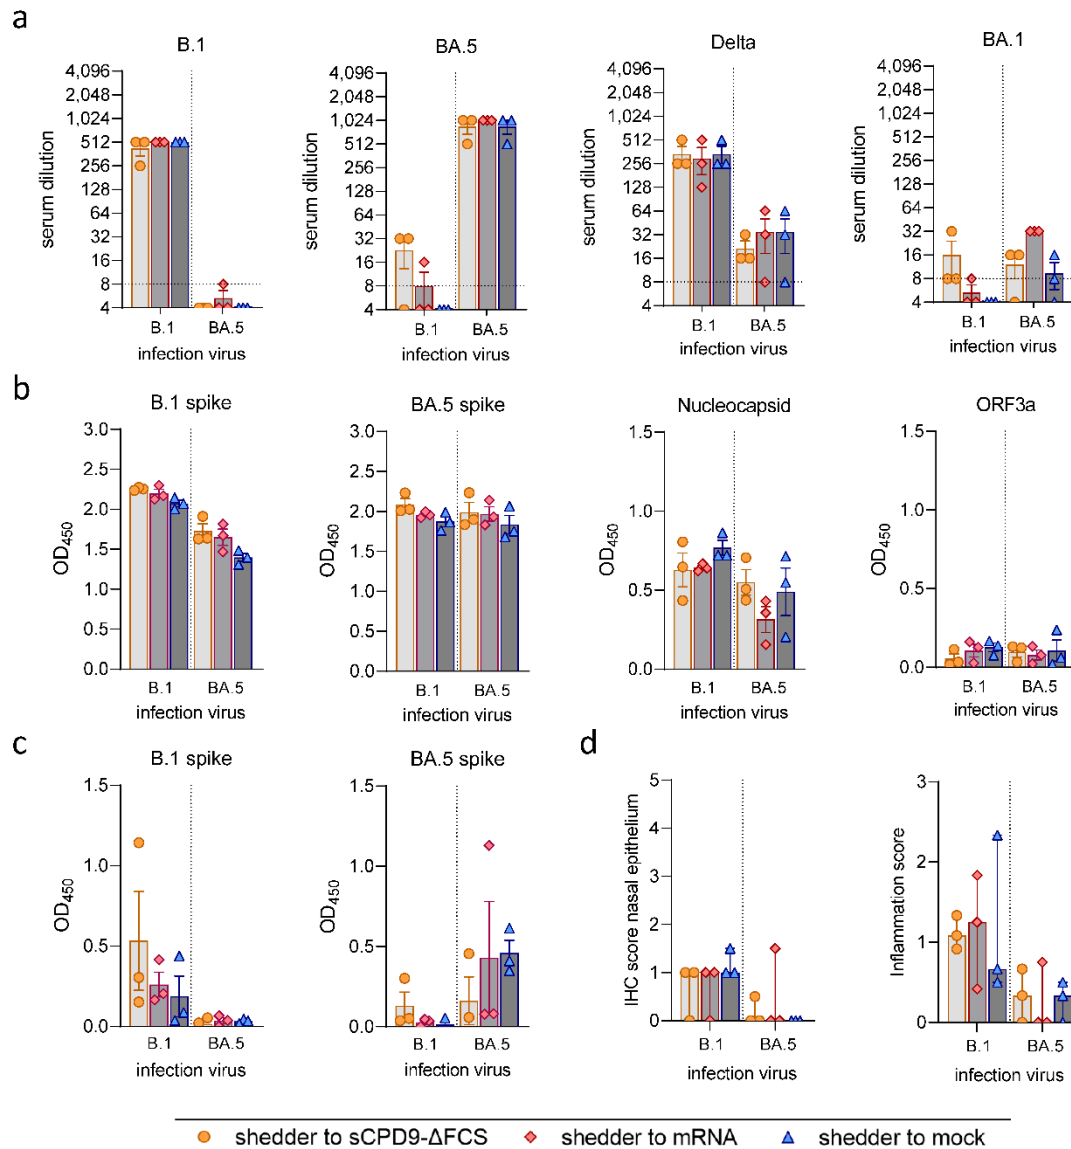 a
B.1
serum dilution
4,096
2,048
1,024
512
256
128
64
32
16
8
4
B.1 BA.5
infection virus
BA.5
serum dilution
4,096
2,048
1,024
512
256
128
64
32
16
8
4
B.1 BA.5
infection virus
Delta
serum dilution
4,096
2,048
1,024
512
256
128
64
32
16
8
4
B.1 BA.5
infection virus
BA.1
serum dilution
4,096
2,048
1,024
512
256
128
64
32
16
8
4
B.1 BA.5
infection virus
b
B.1 spike
OD450
3.0
2.5
2.0
1.5
1.0
0.5
0.0
B.1 BA.5
infection virus
BA.5 spike
OD450
3.0
2.5
2.0
1.5
1.0
0.5
0.0
B.1 BA.5
infection virus
Nucleocapsid
OD450
1.5
1.0
0.5
0.0
B.1 BA.5
infection virus
ORF3a
OD450
1.5
1.0
0.5
0.0
B.1 BA.5
infection virus
c
B.1 spike
OD450
1.5
1.0
0.5
0.0
B.1 BA.5
infection virus
BA.5 spike
OD450
1.5
1.0
0.5
0.0
B.1 BA.5
infection virus
d
IHC score nasal epithelium
5
4
3
2
1
0
B.1 BA.5
infection virus
Inflammation score
3
2
1
0
B.1 BA.5
infection virus
shedder to sCPD9-ΔFCS shedder to mRNA shedder to mock